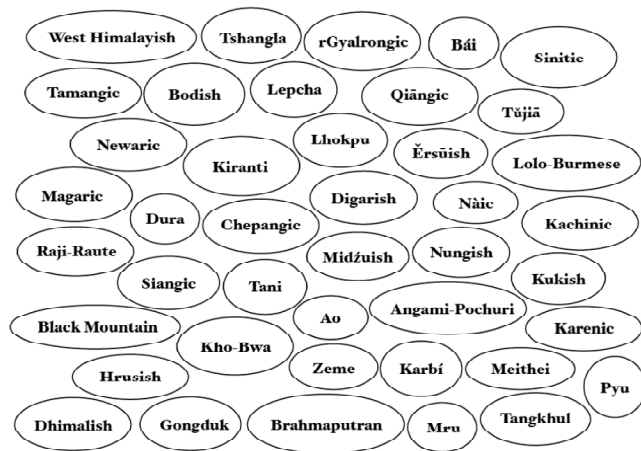 West Himalayish
Tshangla
rGyalrongic
Bái
Sinitic
Tamangic
Bodish
Lepcha
Qiāngic
Tǔjiā
Newaric
Kiranti
Lhokpu
Ěrsūish
Lolo-Burmese
Magaric
Dura
Chepangic
Digarish
Nàic
Kachinic
Raji-Raute
Siangic
Tani
Midźuish
Nungish
Kukish
Black Mountain
Kho-Bwa
Ao
Angami-Pochuri
Karenic
Hrusish
Zeme
Karbí
Meithei
Pyu
Dhimalish
Gongduk
Brahmaputran
Mru
Tangkhul